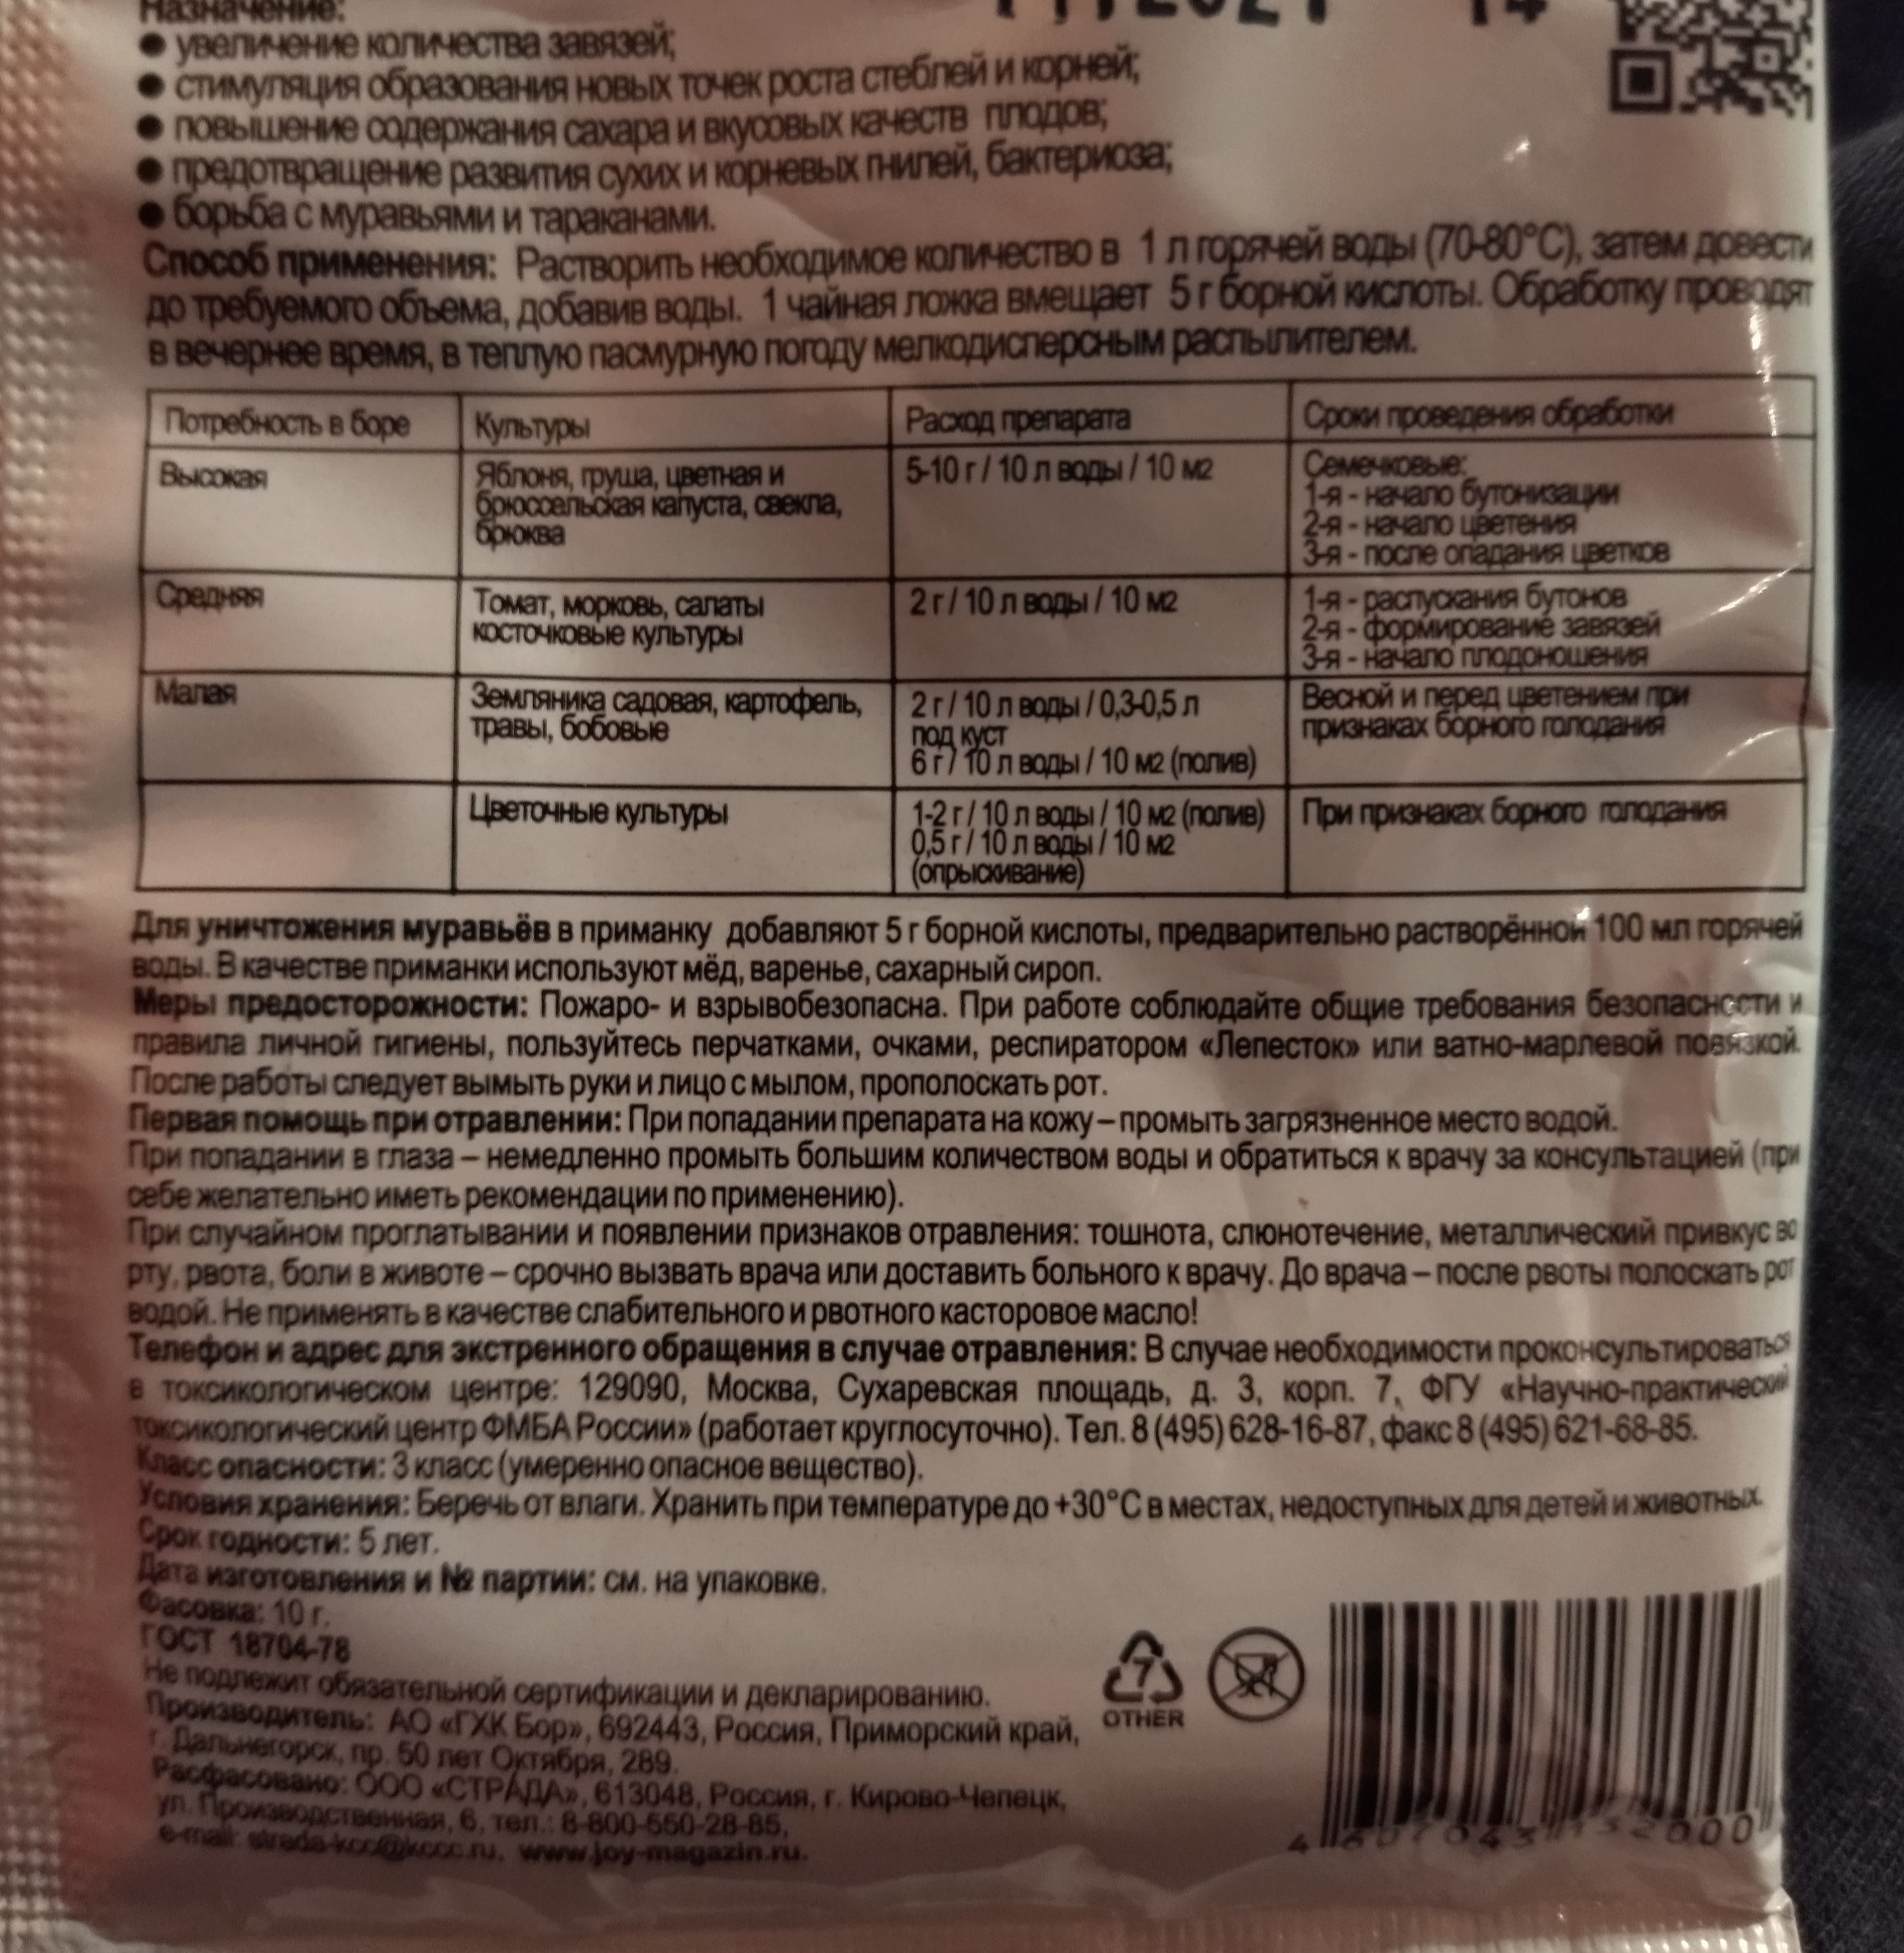 Назначение:
● увеличение количества завязей;
● стимуляция образования новых точек роста стеблей и корней;
● повышение содержания сахара и вкусовых качеств плодов;
● предотвращение развития сухих и корневых гнилей, бактериоза;
● борьба с муравьями и тараканами.
Способ применения: Растворить необходимое количество в 1 л горячей воды (70-80°С), затем довести
до требуемого объема, добавив воды. 1 чайная ложка вмещает 5 г борной кислоты. Обработку проводят
в вечернее время, в теплую пасмурную погоду мелкодисперсным распылителем.
Потребность в боре Культуры Расход препарата Сроки проведения обработки
Высокая
Яблоня, груша, цветная и
брюссельская капуста, свекла,
брюква
5-10 г / 10 л воды / 10 м2
Семечковые:
1-я - начало бутонизации
2-я - начало цветения
3-я - после опадания цветков
Средняя
Томат, морковь, салаты
косточковые культуры
2 г / 10 л воды / 10 м2
1-я - распускания бутонов
2-я - формирование завязей
3-я - начало плодоношения
Малая
Земляника садовая, картофель,
травы, бобовые
2 г / 10 л воды / 0,3-0,5 л
под куст
6 г / 10 л воды / 10 м2 (полив)
Весной и перед цветением при
признаках борного голодания
Цветочные культуры
1-2 г / 10 л воды / 10 м2 (полив)
0,5 г / 10 л воды / 10 м2
(опрыскивание)
При признаках борного голодания
Для уничтожения муравьёв в приманку добавляют 5 г борной кислоты, предварительно растворённой 100 мл горячей
воды. В качестве приманки используют мёд, варенье, сахарный сироп.
Меры предосторожности: Пожаро- и взрывобезопасна. При работе соблюдайте общие требования безопасности и
правила личной гигиены, пользуйтесь перчатками, очками, респиратором «Лепесток» или ватно-марлевой повязкой.
После работы следует вымыть руки и лицо с мылом, прополоскать рот.
Первая помощь при отравлении: При попадании препарата на кожу – промыть загрязненное место водой.
При попадании в глаза – немедленно промыть большим количеством воды и обратиться к врачу за консультацией (при
себе желательно иметь рекомендации по применению).
При случайном проглатывании и появлении признаков отравления: тошнота, слюнотечение, металлический привкус во
рту, рвота, боли в животе – срочно вызвать врача или доставить больного к врачу. До врача – после рвоты полоскать рот
водой. Не применять в качестве слабительного и рвотного касторовое масло!
Телефон и адрес для экстренного обращения в случае отравления: В случае необходимости проконсультироваться
в токсикологическом центре: 129090, Москва, Сухаревская площадь, д. 3, корп. 7, ФГУ «Научно-практический
токсикологический центр ФМБА России» (работает круглосуточно). Тел. 8 (495) 628-16-87, факс 8 (495) 621-68-85.
Класс опасности: 3 класс (умеренно опасное вещество).
Условия хранения: Беречь от влаги. Хранить при температуре до +30°С в местах, недоступных для детей и животных.
Срок годности: 5 лет.
Дата изготовления и № партии: см. на упаковке.
Фасовка: 10 г.
ГОСТ 18704-78
Не подлежит обязательной сертификации и декларированию.
Производитель: АО «ГХК Бор», 692443, Россия, Приморский край,
г. Дальнегорск, пр. 50 лет Октября, 289.
Расфасовано: ООО «СТРАДА», 613048, Россия, г. Кирово-Чепецк,
ул. Производственная, 6, тел.: 8-800-550-28-85,
e-mail: strada-kcc@kccc.ru, www.joy-magazin.ru.
7
OTHER